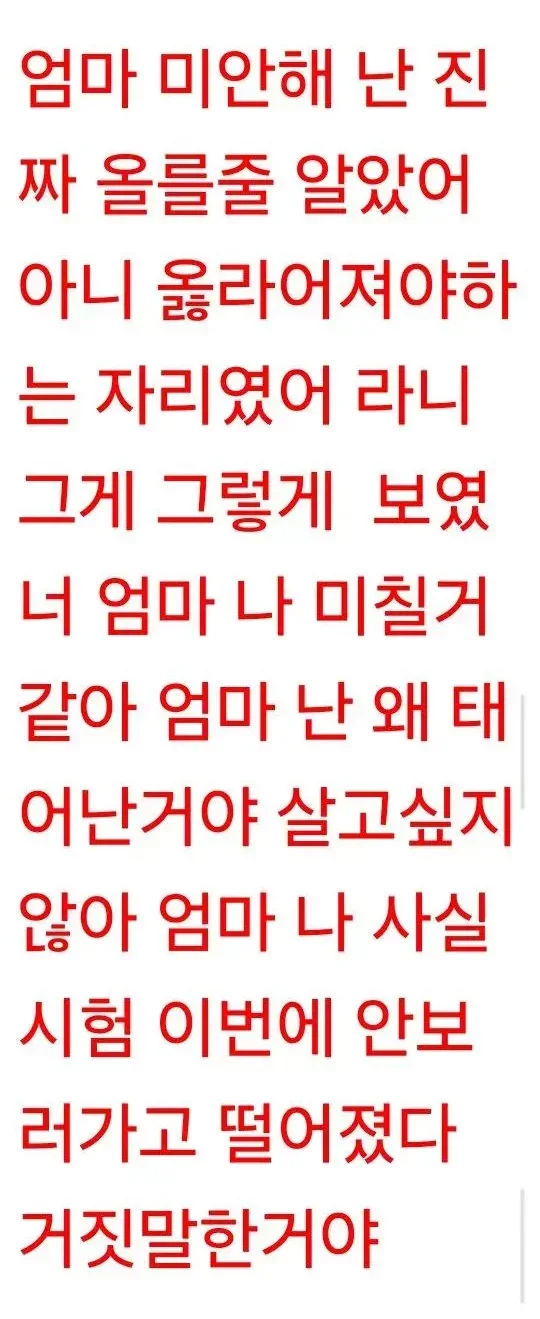 엄마 미안해 난 진
짜 올를줄 알았어
아니 옳라어져야하
는 자리였어 라니
그게 그렇게  보였
너 엄마 나 미칠거
같아 엄마 난 왜 태
어난거야 살고싶지
않아 엄마 나 사실
시험 이번에 안보
러가고 떨어졌다
거짓말한거야